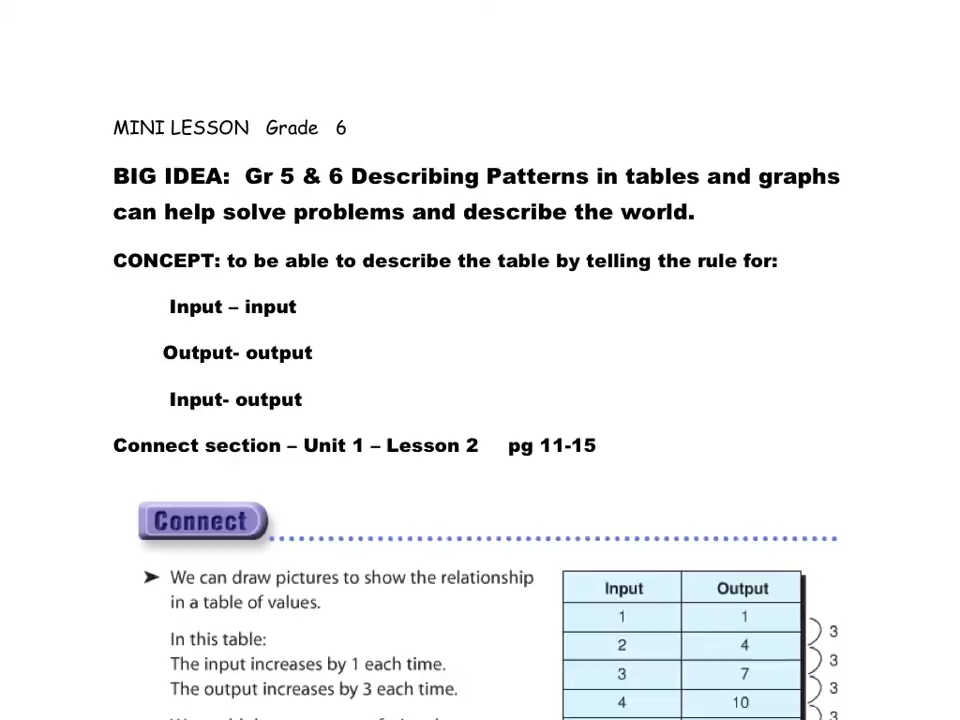 MINI LESSON Grade 6
BIG IDEA: Gr 5 & 6 Describing Patterns in tables and graphs
can help solve problems and describe the world.
CONCEPT: to be able to describe the table by telling the rule for:
Input – input
Output- output
Input- output
Connect section – Unit 1 – Lesson 2 pg 11-15
Connect
➤ We can draw pictures to show the relationship
in a table of values.
In this table:
The input increases by 1 each time.
The output increases by 3 each time.
Input Output
1 1
2 4
3 7
4 10
3
3
3
3